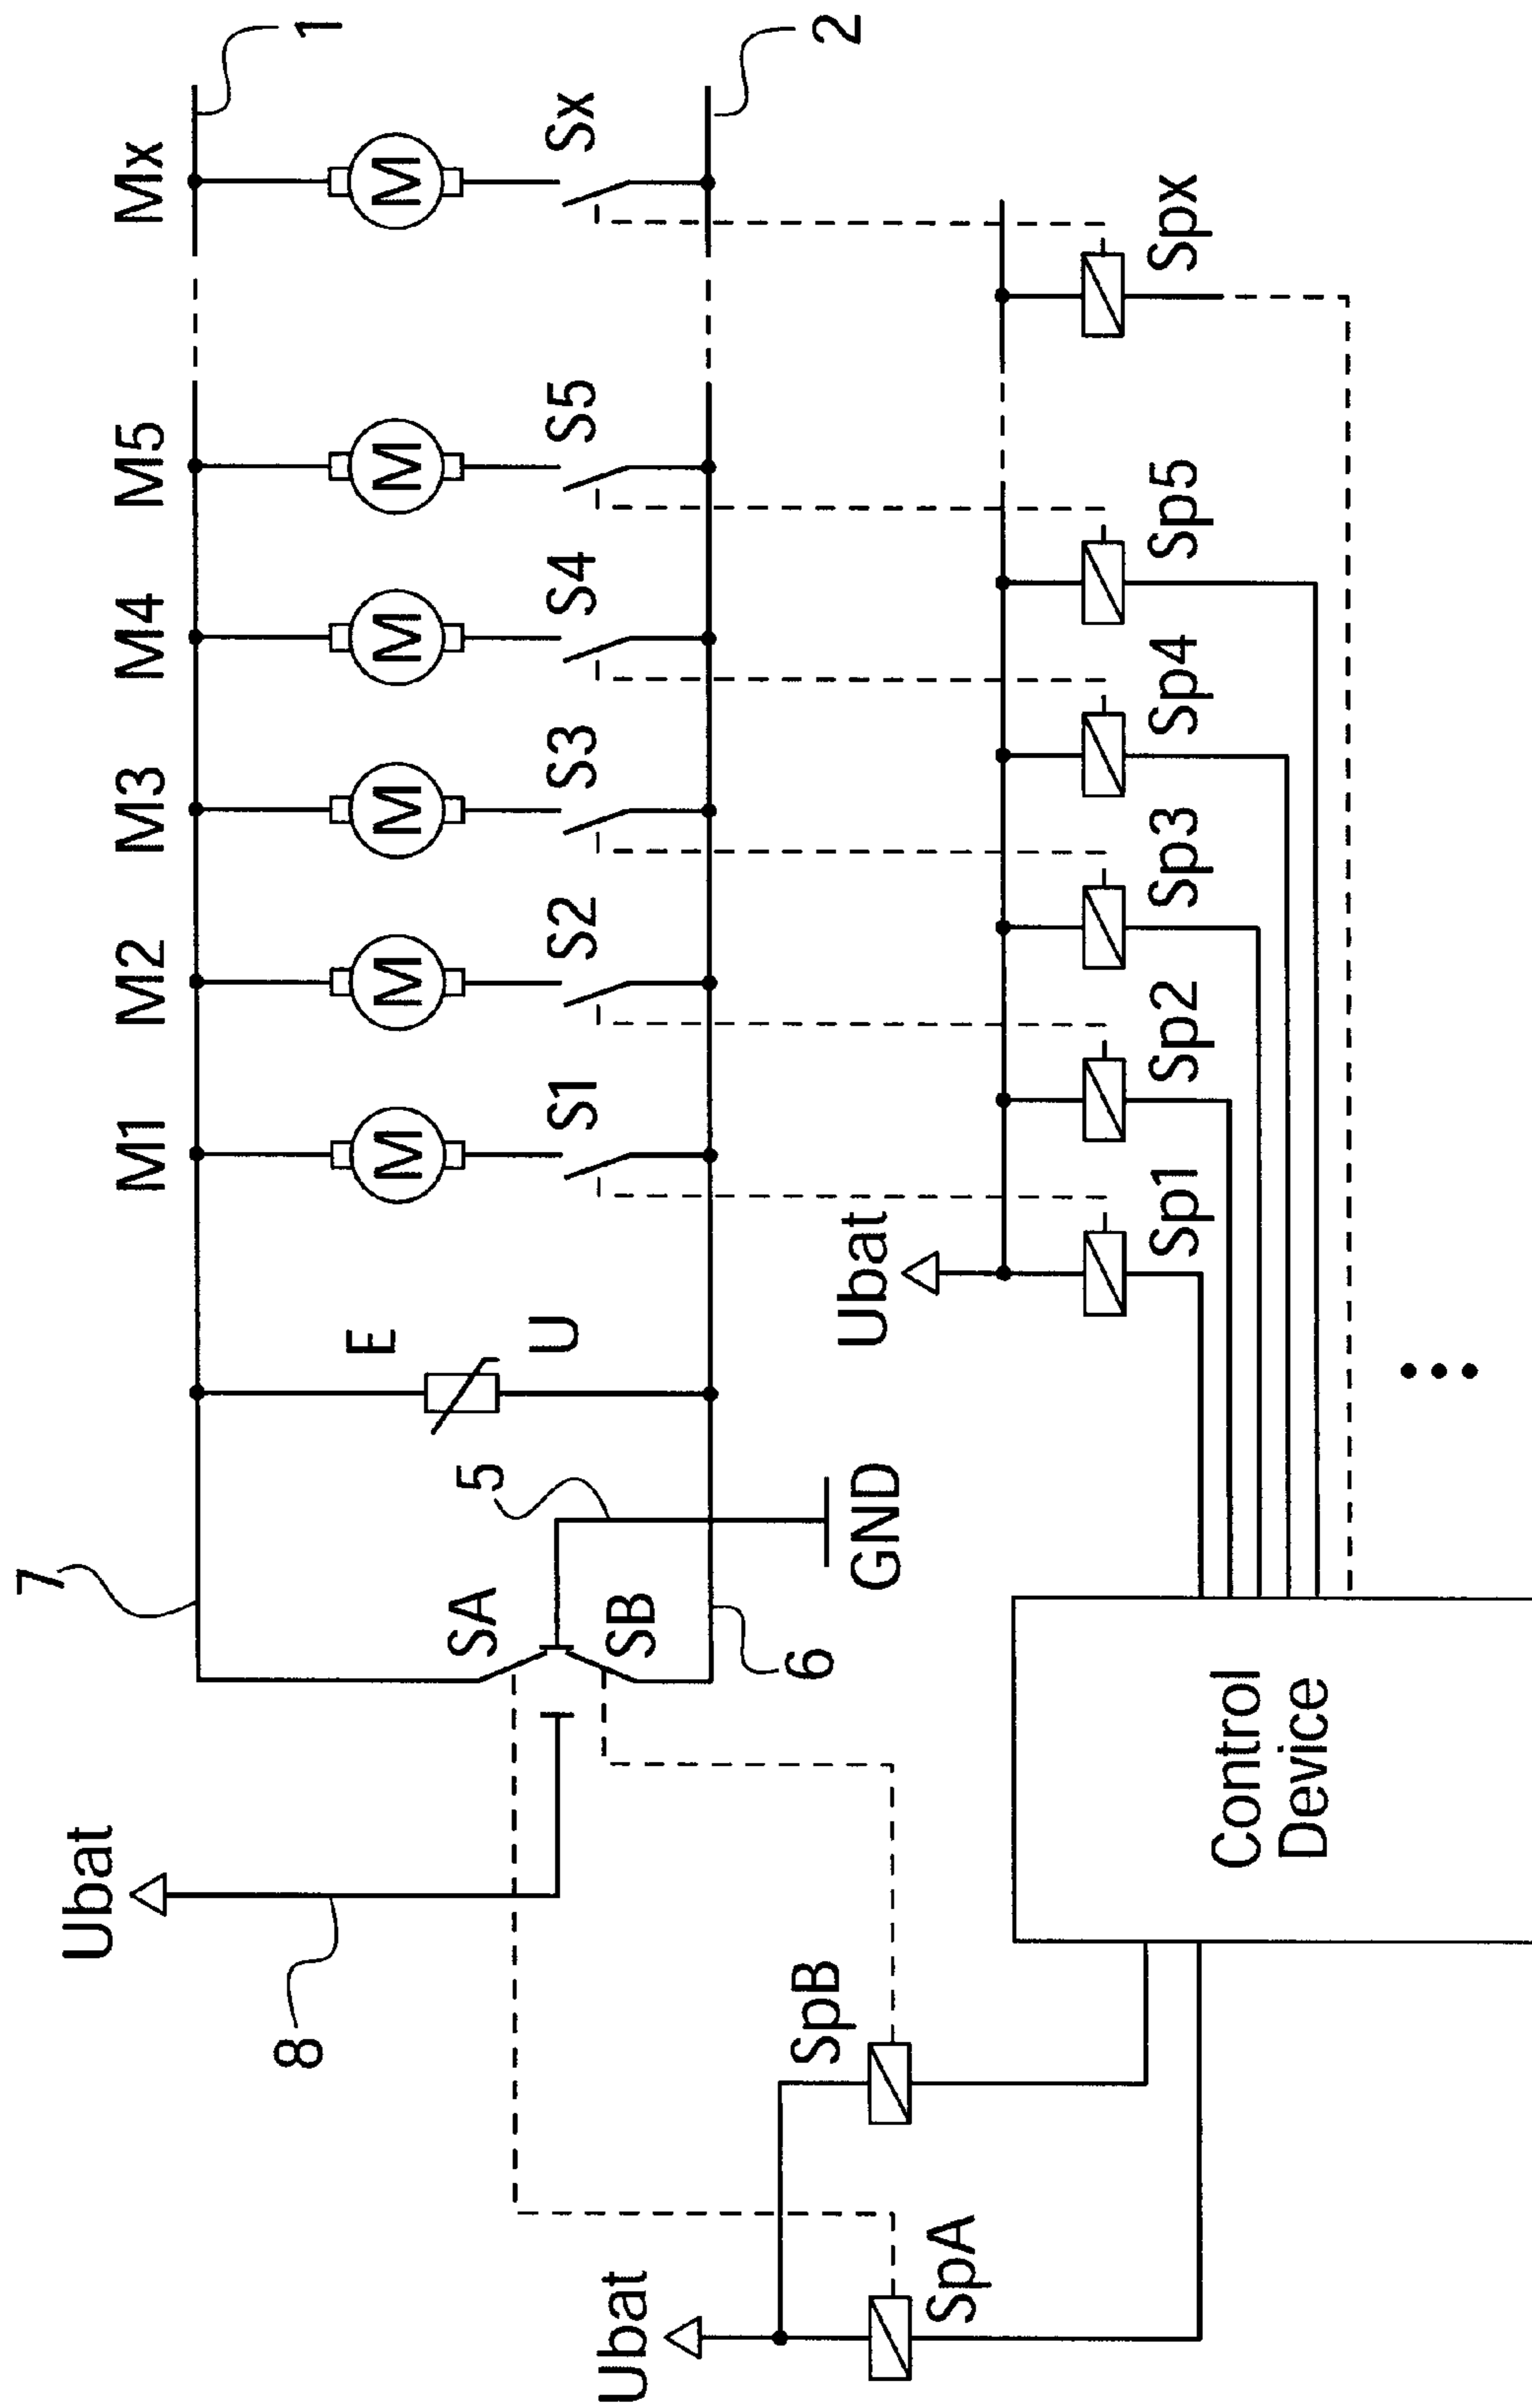 Mx
1
M5
M4
M3
M2
M1
7
Ubat
8
M
M
M
M
M
M
E
U
Sx
S5
S4
S3
S2
S1
5
SA
SB
2
6
GND
Ubat
Spx
Sp5
Sp4
Sp3
Sp2
Sp1
SpB
Ubat
SpA
Control
Device